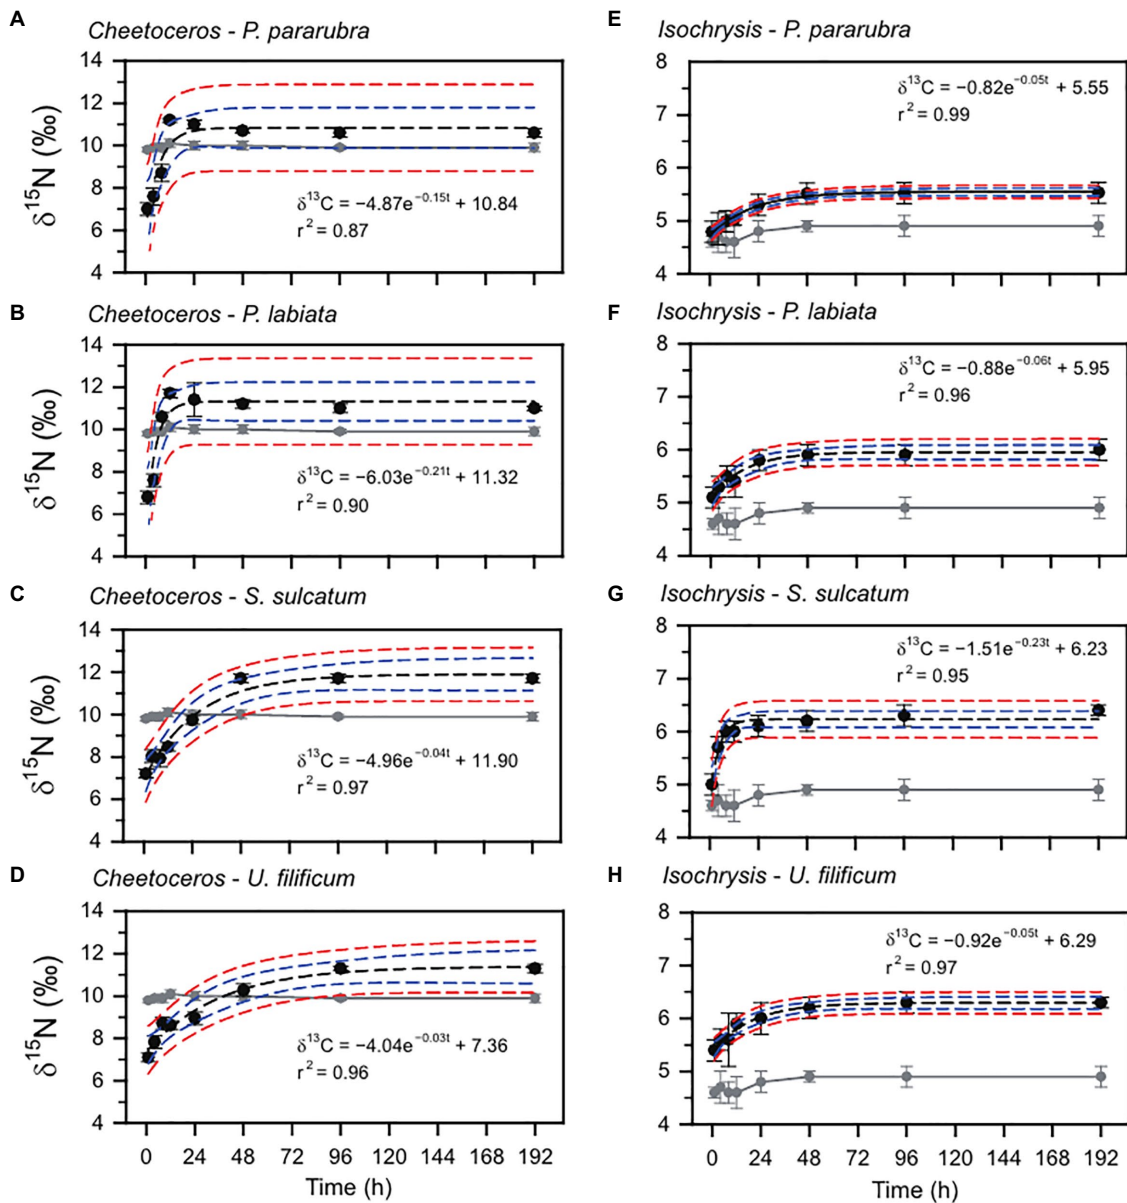 A
Cheetoceros - P. pararubra
14
12
10
8
6
4
δ15N (‰)
δ13C = −4.87e−0.15t + 10.84
r2 = 0.87
B
Cheetoceros - P. labiata
14
12
10
8
6
4
δ15N (‰)
δ13C = −6.03e−0.21t + 11.32
r2 = 0.90
C
Cheetoceros - S. sulcatum
14
12
10
8
6
4
δ15N (‰)
δ13C = −4.96e−0.04t + 11.90
r2 = 0.97
D
Cheetoceros - U. filificum
14
12
10
8
6
4
δ15N (‰)
δ13C = −4.04e−0.03t + 7.36
r2 = 0.96
0 24 48 72 96 120 144 168 192
Time (h)
E
Isochrysis - P. pararubra
8
7
6
5
4
δ13C = −0.82e−0.05t + 5.55
r2 = 0.99
F
Isochrysis - P. labiata
8
7
6
5
4
δ13C = −0.88e−0.06t + 5.95
r2 = 0.96
G
Isochrysis - S. sulcatum
8
7
6
5
4
δ13C = −1.51e−0.23t + 6.23
r2 = 0.95
H
Isochrysis - U. filificum
8
7
6
5
4
δ13C = −0.92e−0.05t + 6.29
r2 = 0.97
0 24 48 72 96 120 144 168 192
Time (h)